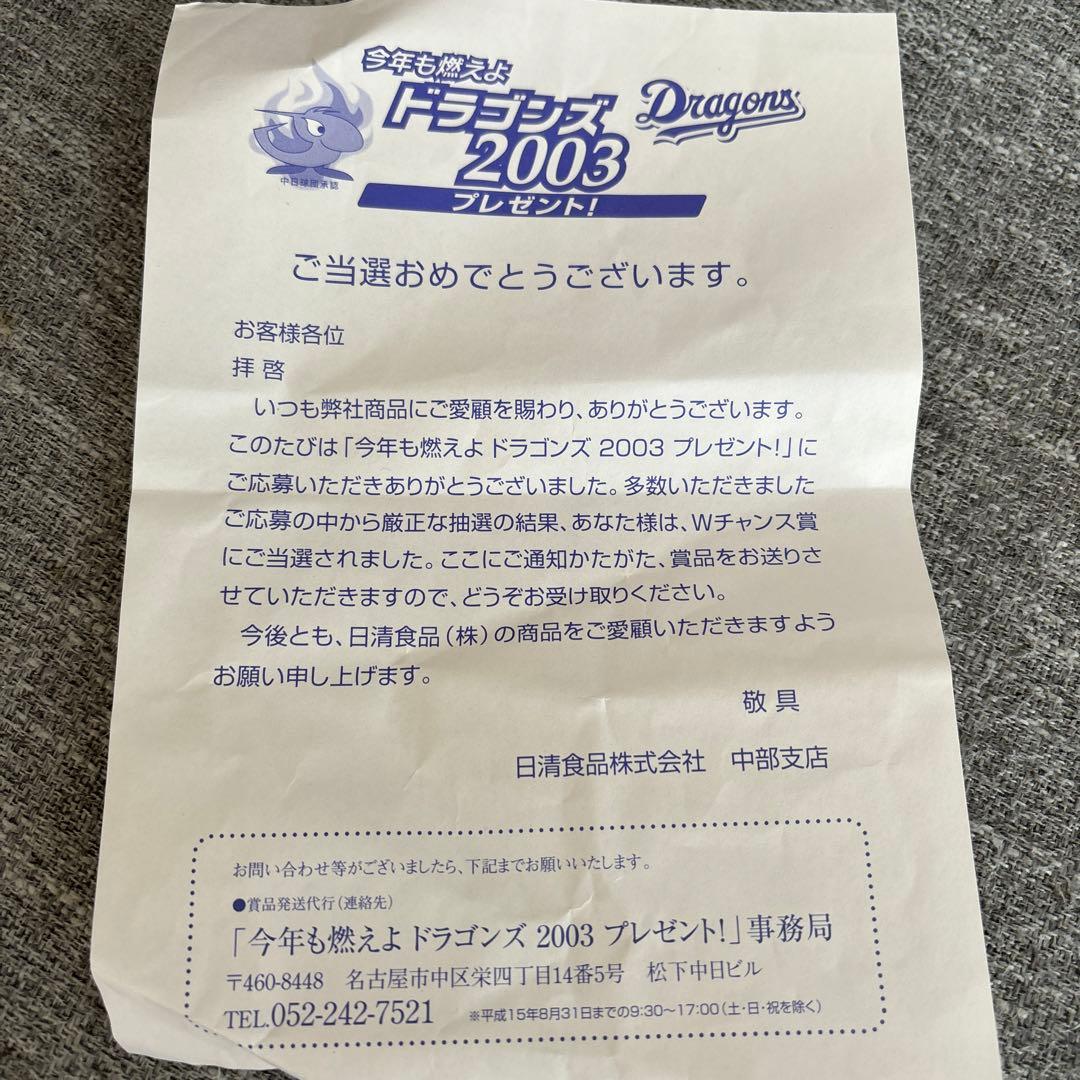 今年も燃えよ
ドラゴンズ
2003
プレゼント!
Dragons
中日球団承認
ご当選おめでとうございます。
お客様各位
拝啓
いつも弊社商品にご愛顧を賜わり、ありがとうございます。
このたびは「今年も燃えよドラゴンズ 2003 プレゼント!」に
ご応募いただきありがとうございました。多数いただきました
ご応募の中から厳正な抽選の結果、あなた様は、Wチャンス賞
にご当選されました。ここにご通知かたがた、賞品をお送りさ
せていただきますので、どうぞお受け取りください。
今後とも、日清食品(株)の商品をご愛顧いただきますよう
お願い申し上げます。
敬具
日清食品株式会社 中部支店
お問い合わせ等がございましたら、下記までお願いいたします。
●賞品発送代行(連絡先)
「今年も燃えよドラゴンズ 2003 プレゼント!」事務局
〒460-8448 名古屋市中区栄四丁目14番5号 松下中日ビル
TEL.052-242-7521 ※平成15年8月31日までの9:30～17:00(土・日・祝を除く)